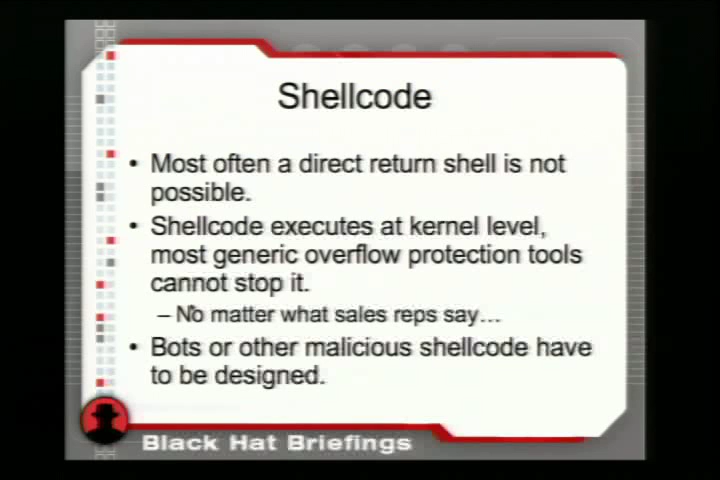 Shellcode
• Most often a direct return shell is not
possible.
• Shellcode executes at kernel level,
most generic overflow protection tools
cannot stop it.
– No matter what sales reps say…
• Bots or other malicious shellcode have
to be designed.
Black Hat Briefings